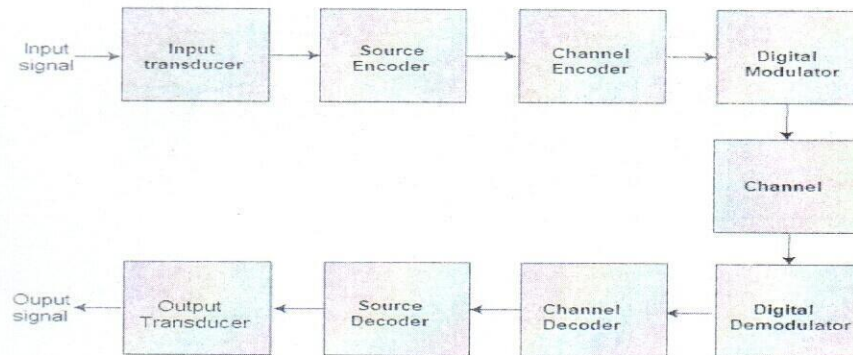 Input
signal
Input
transducer
Source
Encoder
Channel
Encoder
Digital
Modulator
Channel
Ouput
signal
Output
Transducer
Source
Decoder
Channel
Decoder
Digital
Demodulator